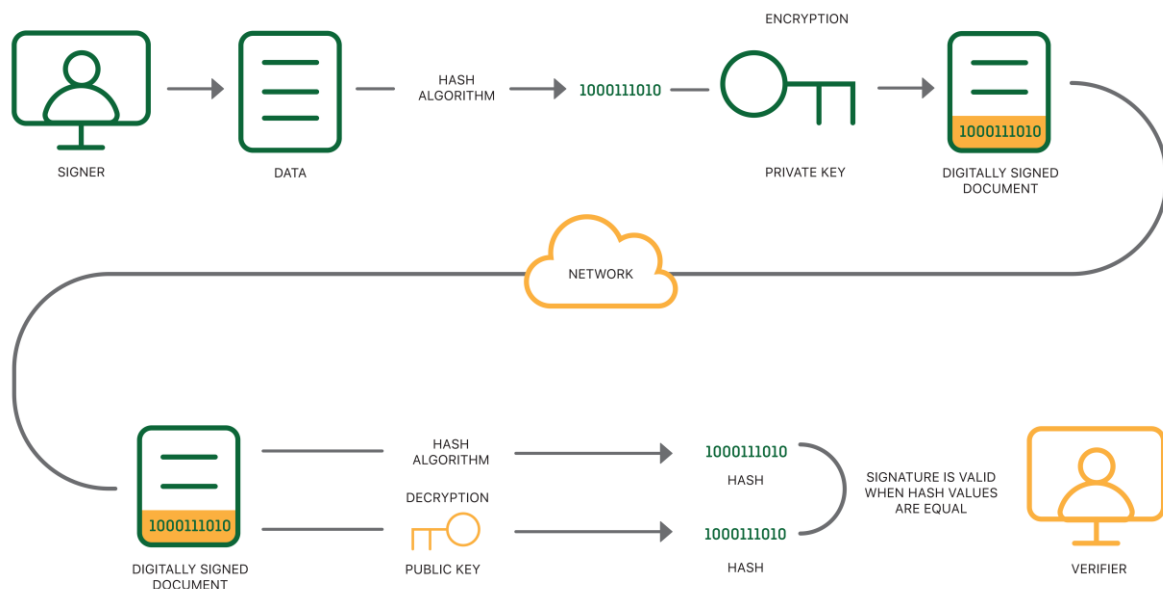 ENCRYPTION
HASH
ALGORITHM
1000111010
1000111010
SIGNER
DATA
PRIVATE KEY
DIGITALLY SIGNED
DOCUMENT
NETWORK
HASH
ALGORITHM
1000111010
HASH
SIGNATURE IS VALID
WHEN HASH VALUES
ARE EQUAL
DECRYPTION
1000111010
1000111010
PUBLIC KEY
HASH
DIGITALLY SIGNED
DOCUMENT
VERIFIER